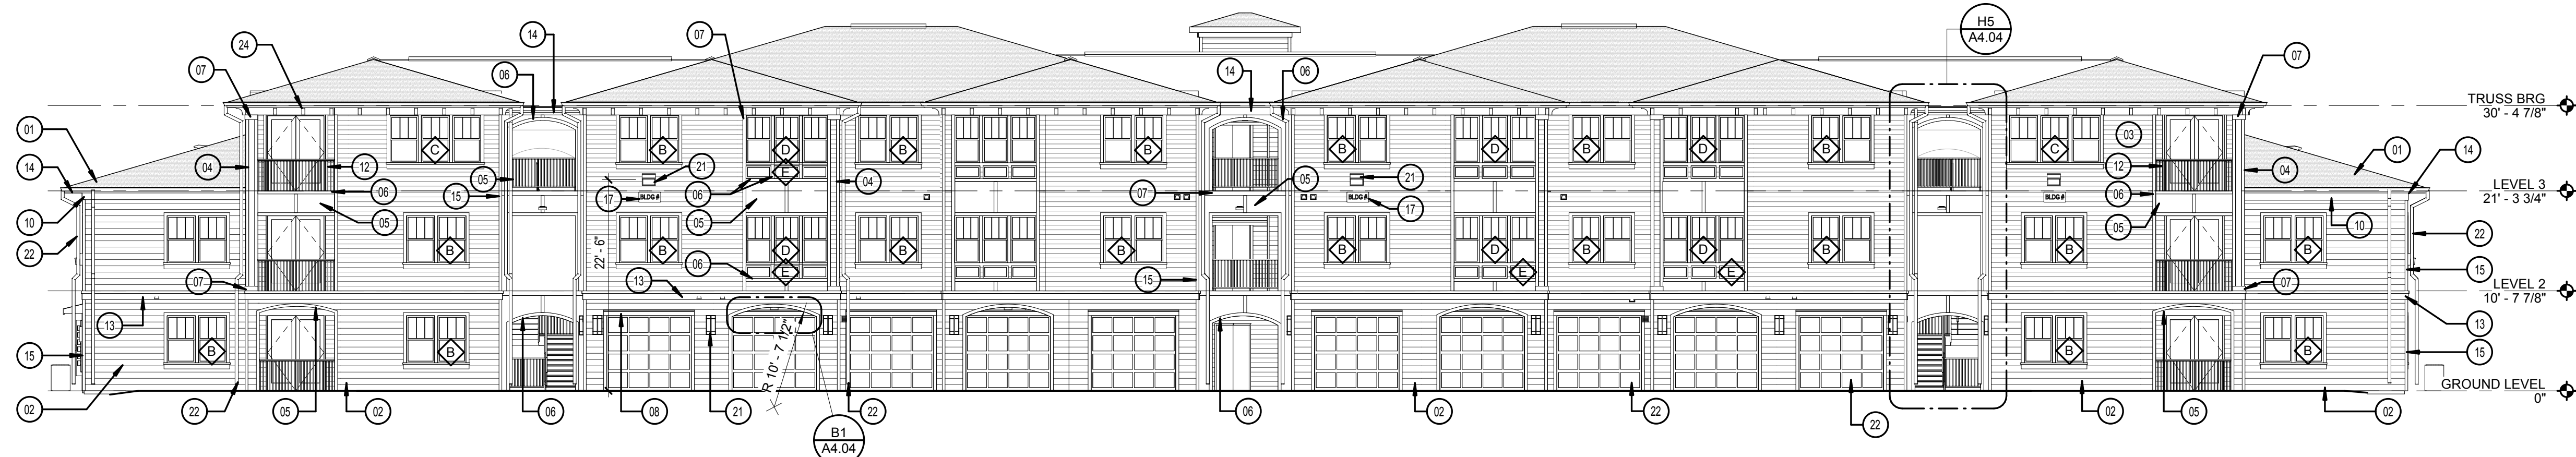 H5
A4.04
14
07
24
06
07
07
14
06
TRUSS BRG
30' - 4 7/8"
01
03
14
04
12
C
B
D
B
B
B
D
B
D
B
C
12
04
01
14
21
E
06
05
15
06
04
05
07
21
06
LEVEL 3
21' - 3 3/4"
17
BLDG #
BLDG #
17
BLDG #
10
05
05
05
10
22
22
B
B
B
D
B
B
B
D
B
D
B
B
B
22'- 6"
06
E
E
E
13
15
07
15
07
LEVEL 2
10' - 7 7/8"
13
13
R 10' - 7 1/2"
15
B
B
B
B
15
GROUND LEVEL
0"
02
22
05
02
06
08
21
22
06
02
22
22
02
05
02
B1
A4.04